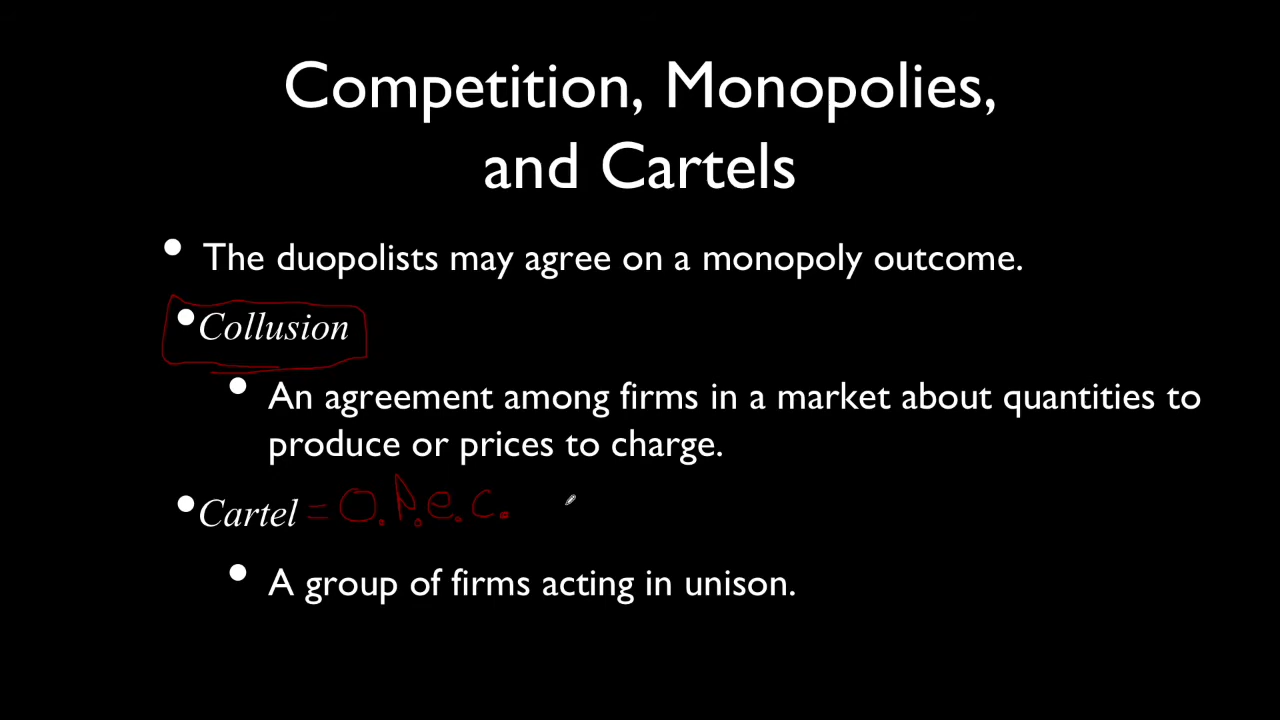 Competition, Monopolies,
and Cartels
• The duopolists may agree on a monopoly outcome.
• Collusion
• An agreement among firms in a market about quantities to
produce or prices to charge.
• Cartel = O.P.e.c.
• A group of firms acting in unison.